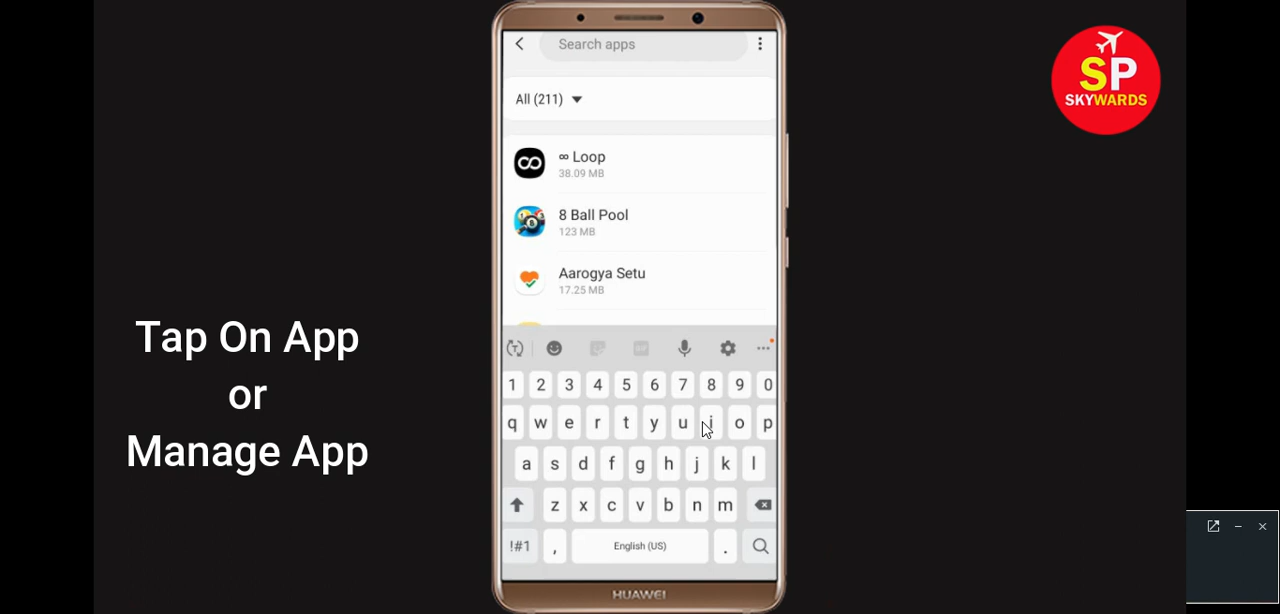 Search apps
SP
SKYWARDS
All (211)
∞ Loop
38.09 MB
8 Ball Pool
123 MB
Aarogya Setu
17.25 MB
Tap On App
or
Manage App
1 2 3 4 5 6 7 8 9 0
q w e r t y u i o p
a s d f g h j k l
z x c v b n m
!#1 , English (US) .
HUAWEI